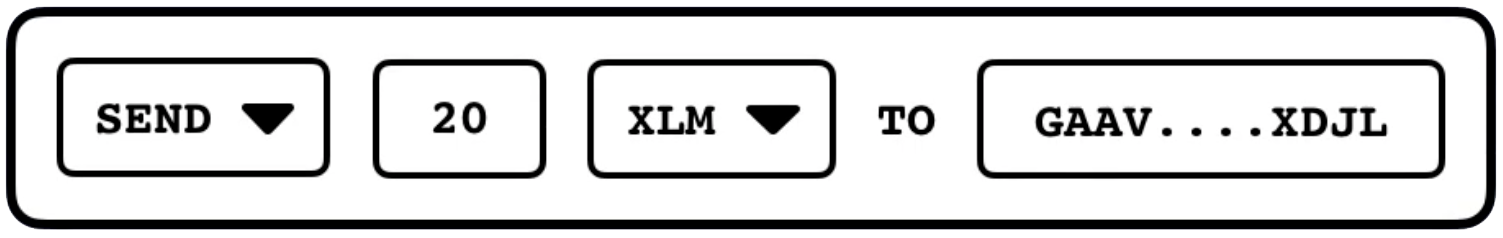 SEND 20 XLM TO GAAV....XDJL